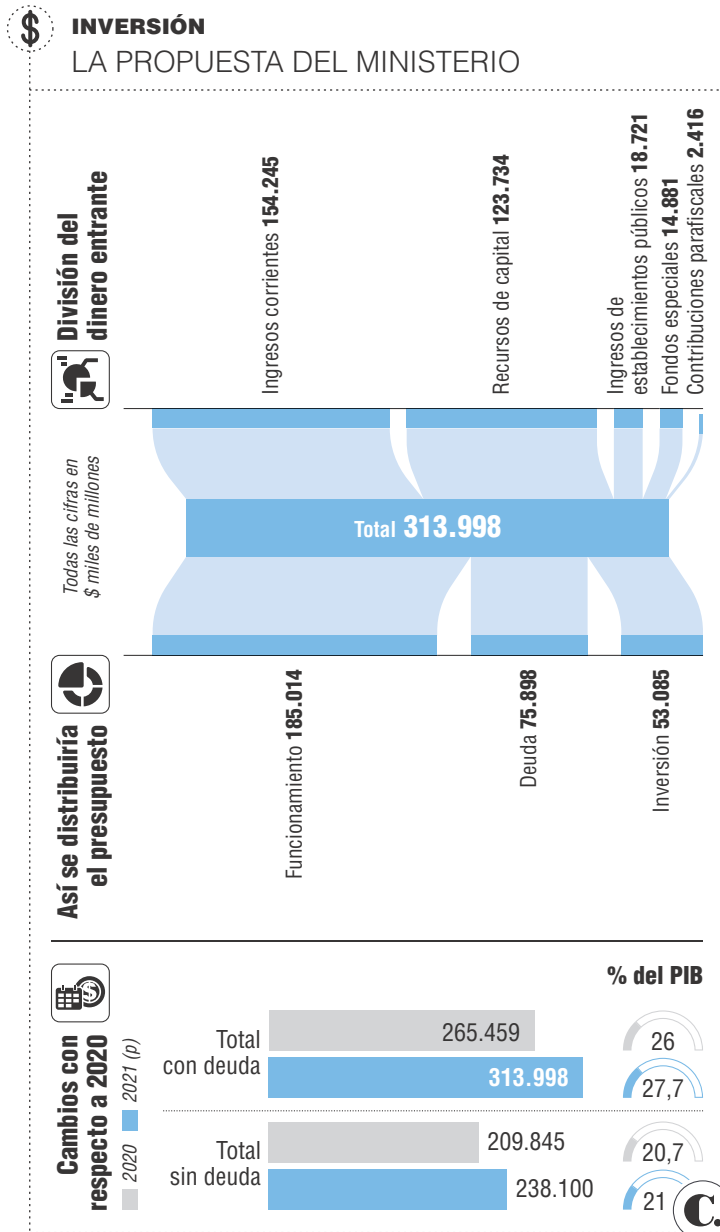 $
INVERSIÓN
LA PROPUESTA DEL MINISTERIO
División del
dinero entrante
Ingresos corrientes 154.245
Recursos de capital 123.734
Ingresos de
establecimientos públicos 18.721
Fondos especiales 14.881
Contribuciones parafiscales 2.416
Todas las cifras en
$ miles de millones
Total 313.998
Así se distribuiría
el presupuesto
Funcionamiento 185.014
Deuda 75.898
Inversión 53.085
Cambios con
respecto a 2020
2020
2021 (p)
% del PIB
Total
con deuda
265.459
26
313.998
27,7
Total
sin deuda
209.845
20,7
238.100
21
C.